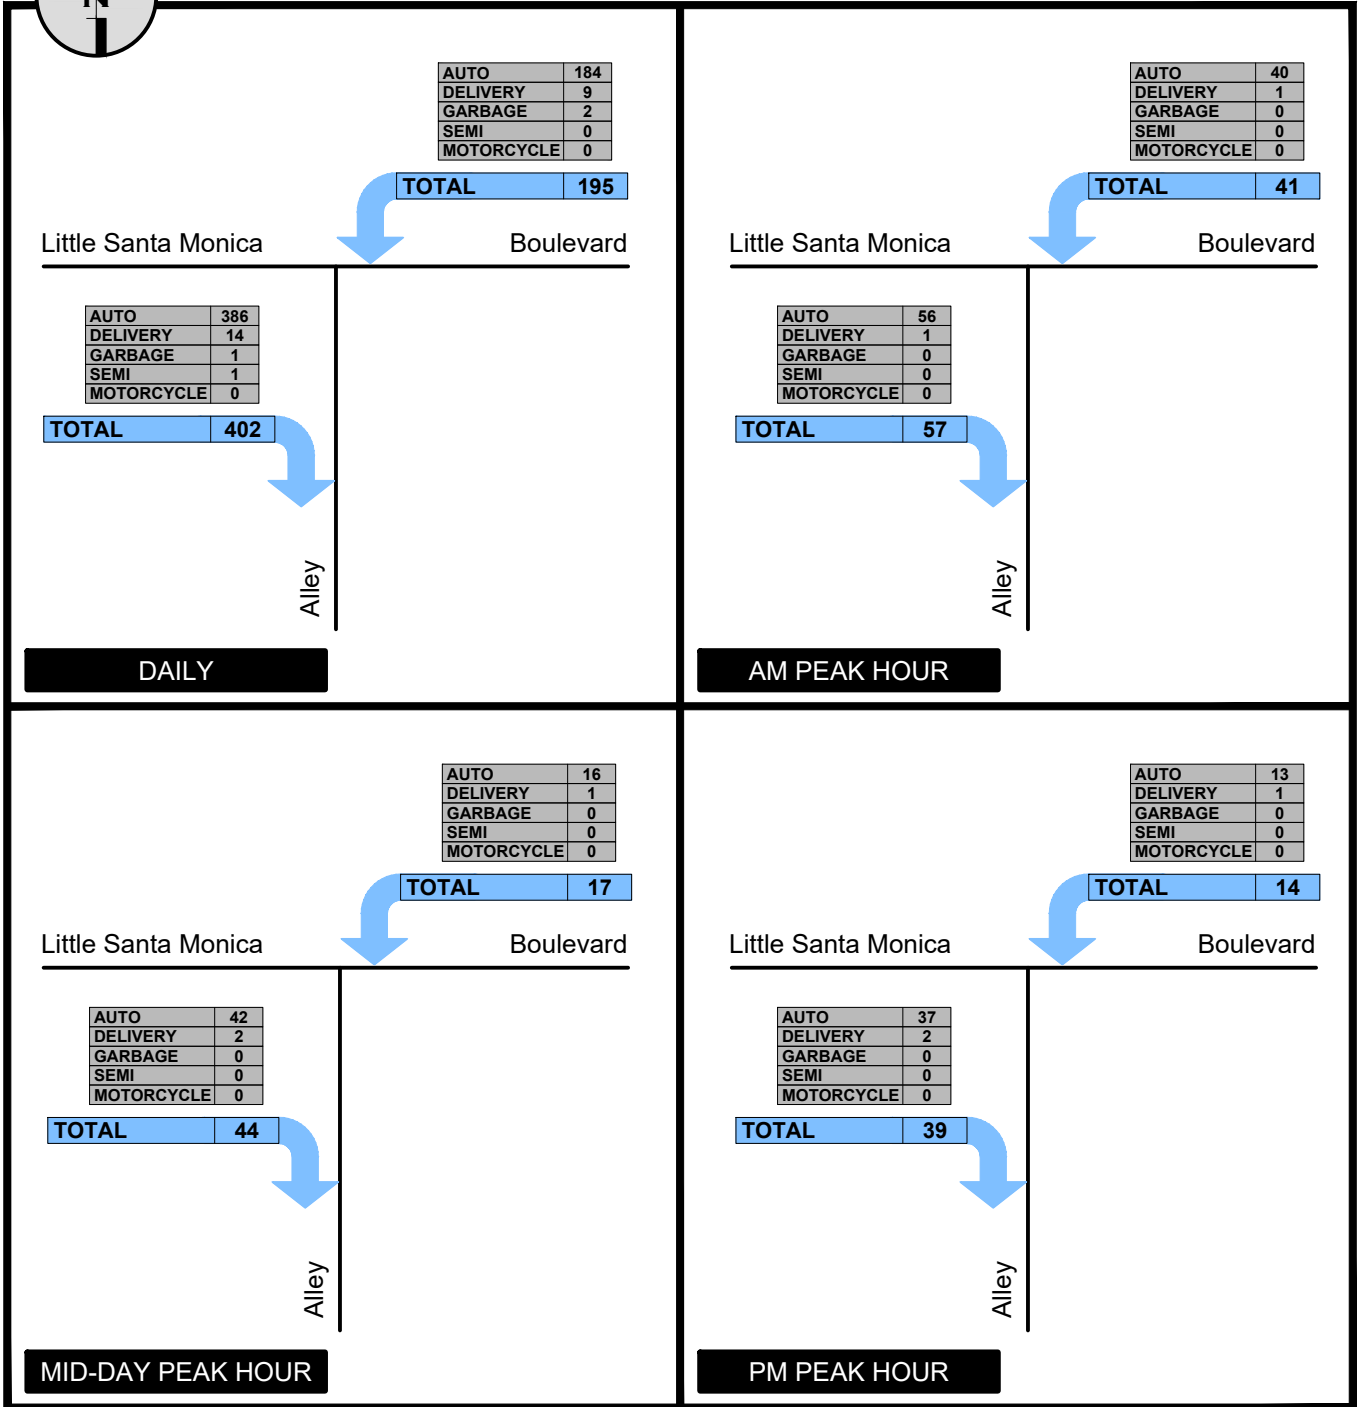 N
AUTO 184
DELIVERY 9
GARBAGE 2
SEMI 0
MOTORCYCLE 0
TOTAL 195
Little Santa Monica Boulevard
AUTO 386
DELIVERY 14
GARBAGE 1
SEMI 1
MOTORCYCLE 0
TOTAL 402
Alley
DAILY
AUTO 40
DELIVERY 1
GARBAGE 0
SEMI 0
MOTORCYCLE 0
TOTAL 41
Little Santa Monica Boulevard
AUTO 56
DELIVERY 1
GARBAGE 0
SEMI 0
MOTORCYCLE 0
TOTAL 57
Alley
AM PEAK HOUR
AUTO 16
DELIVERY 1
GARBAGE 0
SEMI 0
MOTORCYCLE 0
TOTAL 17
Little Santa Monica Boulevard
AUTO 42
DELIVERY 2
GARBAGE 0
SEMI 0
MOTORCYCLE 0
TOTAL 44
Alley
MID-DAY PEAK HOUR
AUTO 13
DELIVERY 1
GARBAGE 0
SEMI 0
MOTORCYCLE 0
TOTAL 14
Little Santa Monica Boulevard
AUTO 37
DELIVERY 2
GARBAGE 0
SEMI 0
MOTORCYCLE 0
TOTAL 39
Alley
PM PEAK HOUR